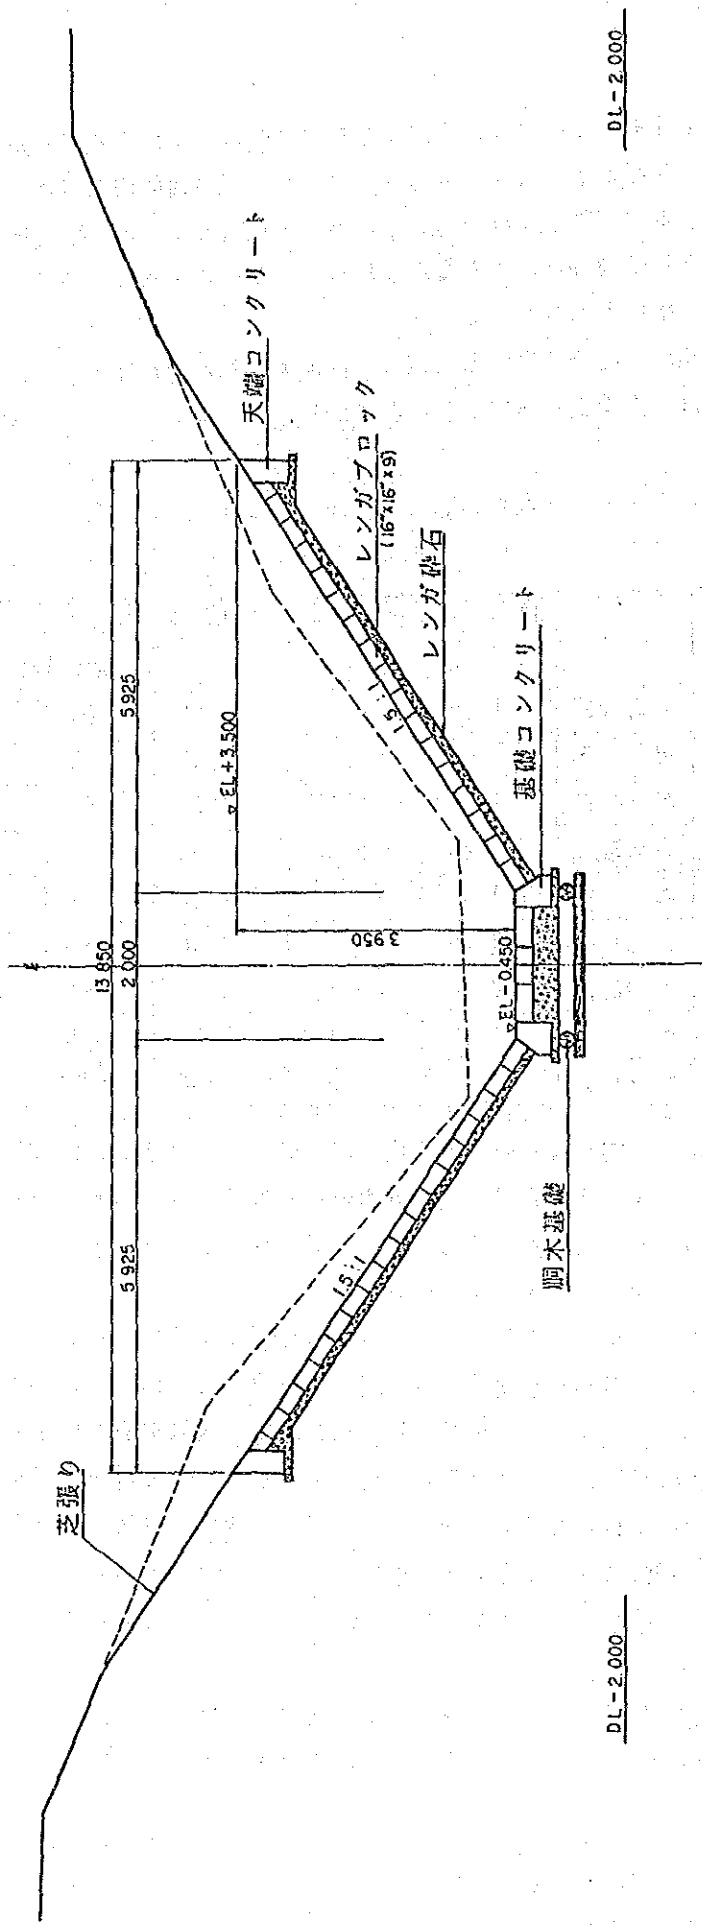 芝張り
13 850
5 925
2 000
5 925
▽ EL+3.500
3 950
▽ EL-0.450
1.5:1
1.5:1
天端コンクリート
レンガブロック
(16"×16"×9")
レンガ砕石
基礎コンクリート
胴木基礎
DL-2.000
DL-2.000